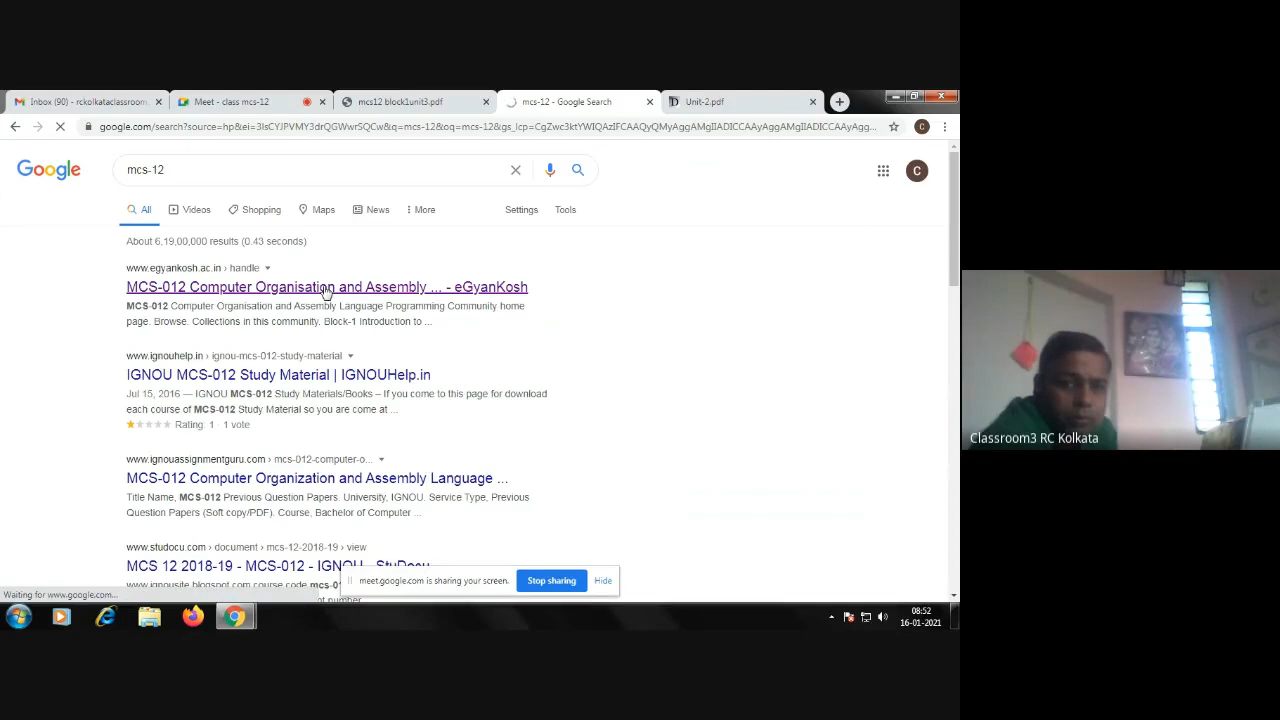 Inbox (90) - rckolkataclassroom
Meet - class mcs-12
mcs12 block1unit3.pdf
mcs-12 - Google Search
Unit-2.pdf
google.com/search?source=hp&ei=3IsCYJPVMY3drQGWwrSQCw&q=mcs-12&oq=mcs-12&gs_lcp=CgZwc3ktYWIQAzIFCAAQyQMyAggAMgIIADICCAAyAggAMgIIADICCAAyAggAMgIIADICCAA...
Google
mcs-12
C
All
Videos
Shopping
Maps
News
More
Settings
Tools
About 6,19,00,000 results (0.43 seconds)
www.egyankosh.ac.in › handle
MCS-012 Computer Organisation and Assembly ... - eGyanKosh
MCS-012 Computer Organisation and Assembly Language Programming Community home
page. Browse. Collections in this community. Block-1 Introduction to ...
www.ignouhelp.in › ignou-mcs-012-study-material
IGNOU MCS-012 Study Material | IGNOUHelp.in
Jul 15, 2016 — IGNOU MCS-012 Study Materials/Books – If you come to this page for download
each course of MCS-012 Study Material so you are come at ...
Rating: 1 · 1 vote
www.ignouassignmentguru.com › mcs-012-computer-o...
MCS-012 Computer Organization and Assembly Language ...
Title Name, MCS-012 Previous Question Papers. University, IGNOU. Service Type, Previous
Question Papers (Soft copy/PDF). Course, Bachelor of Computer ...
www.studocu.com › document › mcs-12-2018-19 › view
MCS 12 2018-19 - MCS-012 - IGNOU - StuDocu
www.ignousite.blogspot.com course code
meet.google.com is sharing your screen.
Stop sharing
Hide
Waiting for www.google.com...
08:52
16-01-2021
Classroom3 RC Kolkata